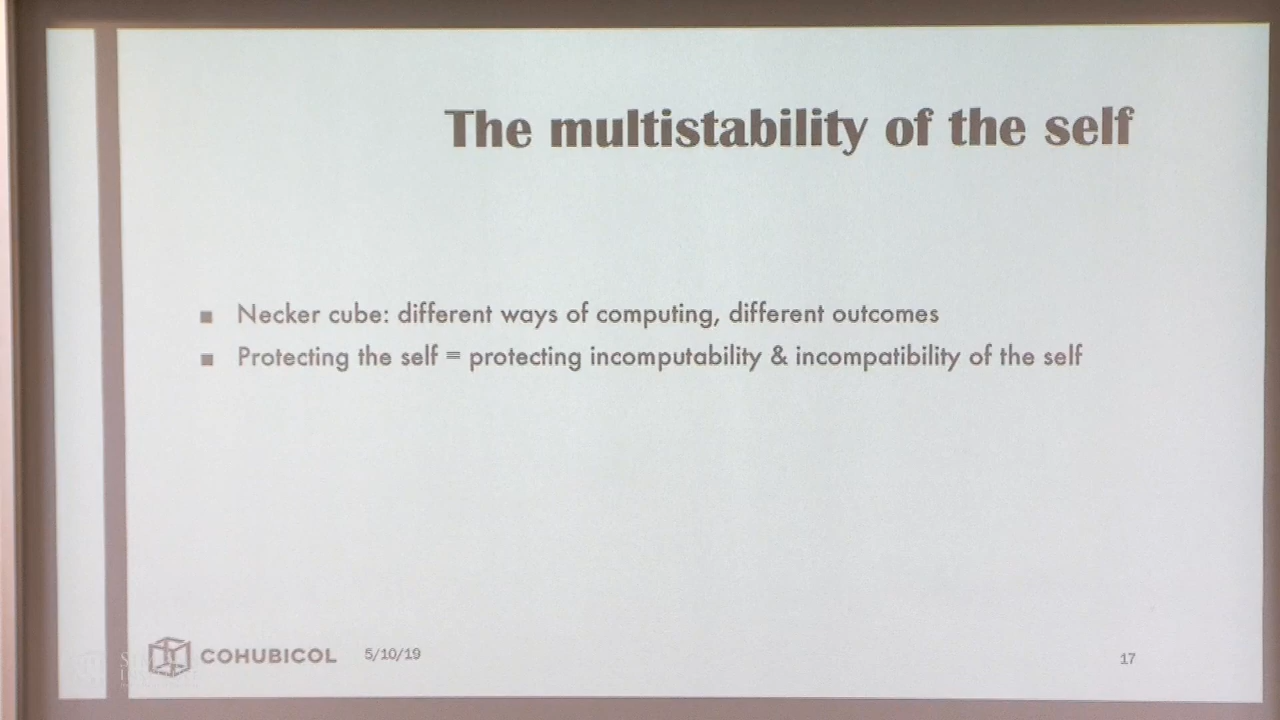 The multistability of the self
Necker cube: different ways of computing, different outcomes
Protecting the self = protecting incomputability & incompatibility of the self
COHUBICOL 5/10/19
17